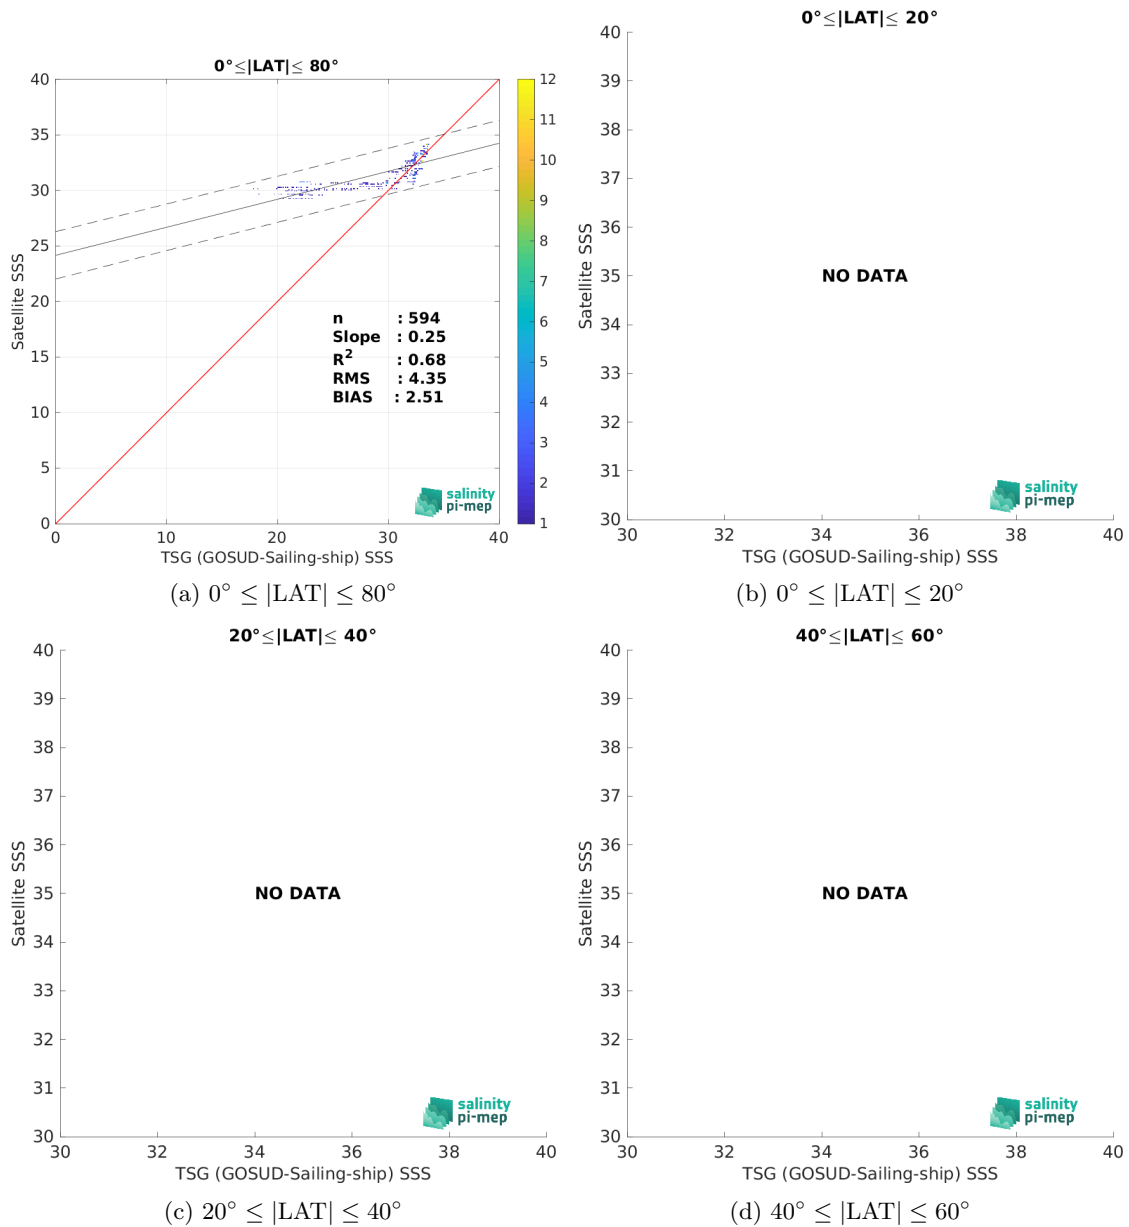 0°≤|LAT|≤ 80°
40
35
30
25
20
15
10
5
0
0
10
20
30
40
Satellite SSS
TSG (GOSUD-Sailing-ship) SSS
n : 594
Slope : 0.25
R² : 0.68
RMS : 4.35
BIAS : 2.51
salinity
pi-mep
12
11
10
9
8
7
6
5
4
3
2
1
(a) 0° ≤ |LAT| ≤ 80°
0°≤|LAT|≤ 20°
40
39
38
37
36
35
34
33
32
31
30
30
32
34
36
38
40
Satellite SSS
NO DATA
salinity
pi-mep
TSG (GOSUD-Sailing-ship) SSS
(b) 0° ≤ |LAT| ≤ 20°
20°≤|LAT|≤ 40°
40
39
38
37
36
35
34
33
32
31
30
30
32
34
36
38
40
Satellite SSS
NO DATA
salinity
pi-mep
TSG (GOSUD-Sailing-ship) SSS
(c) 20° ≤ |LAT| ≤ 40°
40°≤|LAT|≤ 60°
40
39
38
37
36
35
34
33
32
31
30
30
32
34
36
38
40
Satellite SSS
NO DATA
salinity
pi-mep
TSG (GOSUD-Sailing-ship) SSS
(d) 40° ≤ |LAT| ≤ 60°